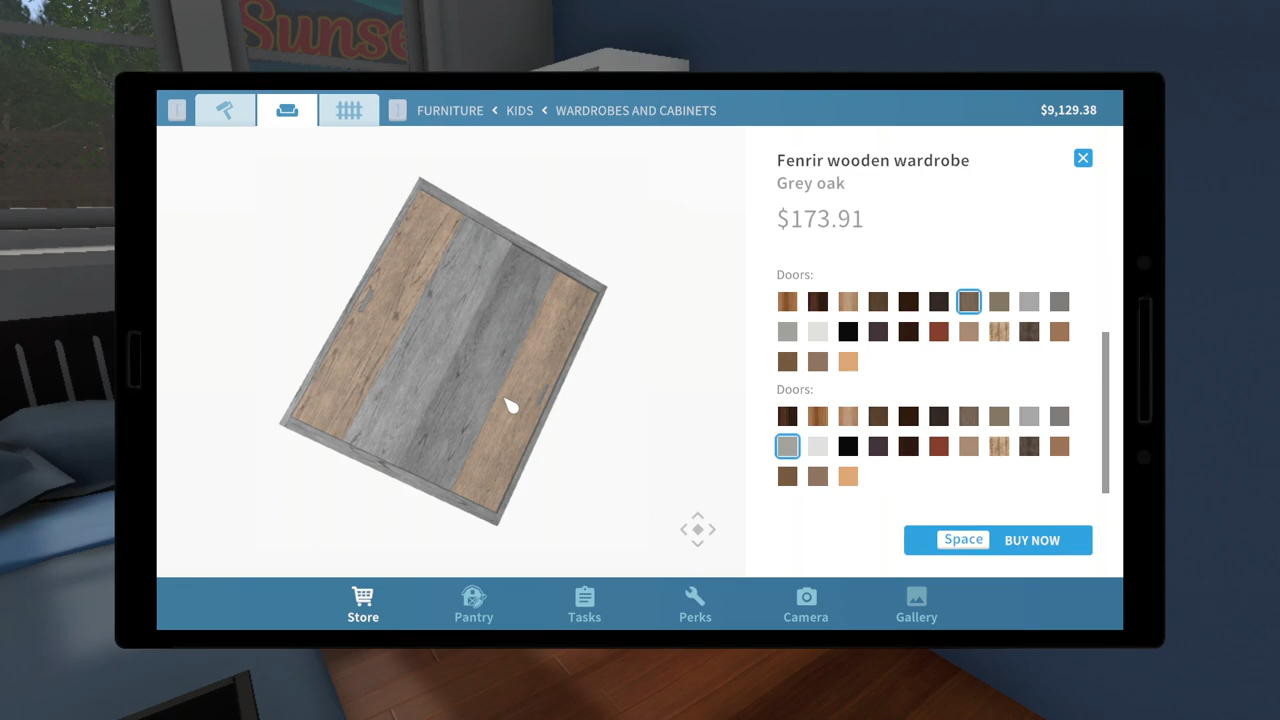 Sunse
FURNITURE < KIDS < WARDROBES AND CABINETS
$9,129.38
Fenrir wooden wardrobe
Grey oak
$173.91
Doors:
Doors:
Space BUY NOW
Store
Pantry
Tasks
Perks
Camera
Gallery